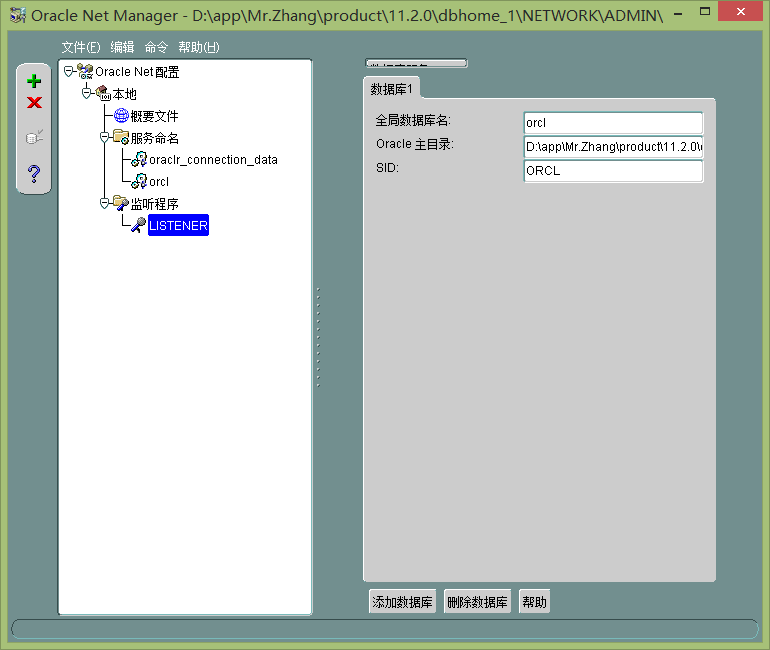 Oracle Net Manager - D:\app\Mr.Zhang\product\11.2.0\dbhome_1\NETWORK\ADMIN\
文件(F) 编辑 命令 帮助(H)
Oracle Net 配置
本地
概要文件
服务命名
oraclr_connection_data
orcl
监听程序
LISTENER
数据库1
全局数据库名:
orcl
Oracle 主目录:
D:\app\Mr.Zhang\product\11.2.0\
SID:
ORCL
添加数据库
删除数据库
帮助